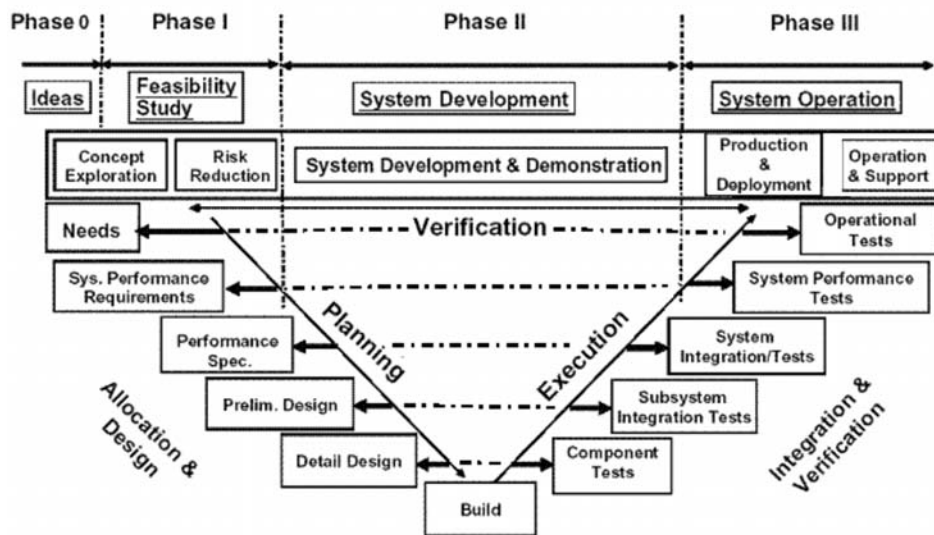 Phase 0
Phase I
Phase II
Phase III
Ideas
Feasibility
Study
System Development
System Operation
Concept
Exploration
Risk
Reduction
System Development & Demonstration
Production
&
Deployment
Operation
& Support
Needs
Verification
Operational
Tests
Sys. Performance
Requirements
System Performance
Tests
Planning
Execution
Performance
Spec.
System
Integration/Tests
Prelim. Design
Subsystem
Integration Tests
Allocation &
Design
Integration &
Verification
Detail Design
Component
Tests
Build